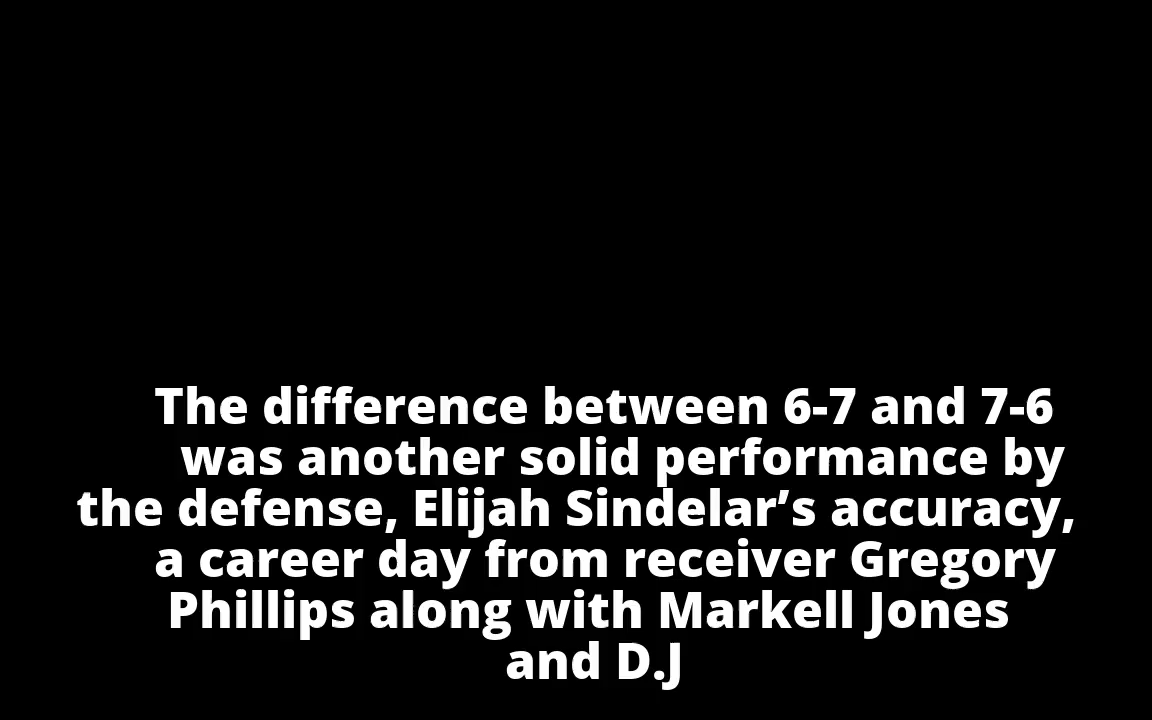 The difference between 6-7 and 7-6
was another solid performance by
the defense, Elijah Sindelar’s accuracy,
a career day from receiver Gregory
Phillips along with Markell Jones
and D.J